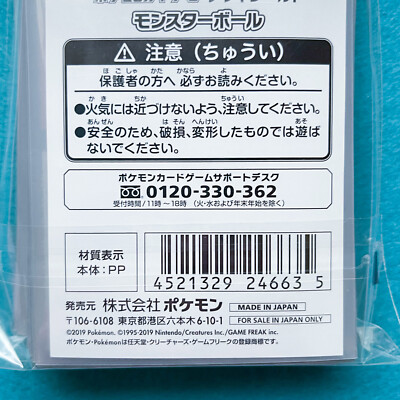 モンスターボール
注意(ちゅうい)
保護者の方へ 必ずお読みください。
●火気には近づけないよう、注意してください。
●安全のため、破損、変形したものでは遊ば
ないでください。
ポケモンカードゲームサポートデスク
0120-330-362
受付時間/11時~18時 (火・水および年末年始を除く)
材質表示
本体:PP
4521329 24663 5
発売元 株式会社ポケモン
MADE IN JAPAN
〒106-6108 東京都港区六本木6-10-1
FOR SALE IN JAPAN ONLY
©2019 Pokémon. ©1995-2019 Nintendo/Creatures Inc./GAME FREAK inc.
ポケモン・Pokémonは任天堂・クリーチャーズ・ゲームフリークの登録商標です。